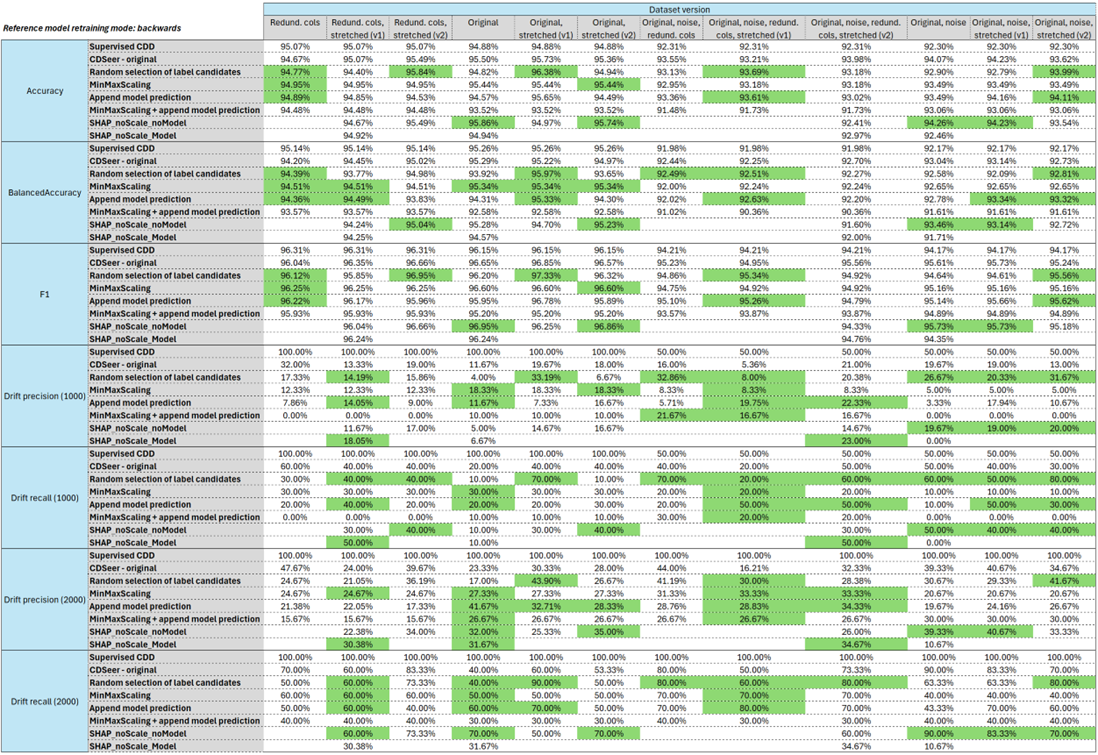 Dataset version
Reference model retraining mode: backwards
Redund. cols Redund. cols, stretched (v1) Redund. cols, stretched (v2) Original Original, stretched (v1) Original, stretched (v2) Original, noise, redund. cols Original, noise, redund. cols, stretched (v1) Original, noise, redund. cols, stretched (v2) Original, noise Original, noise, stretched (v1) Original, noise, stretched (v2)
Accuracy
Supervised CDD 95.07% 95.07% 95.07% 94.88% 94.88% 94.88% 92.31% 92.31% 92.31% 92.30% 92.30% 92.30%
CDSeer - original 94.67% 95.07% 95.49% 95.50% 95.73% 95.36% 93.55% 93.21% 93.98% 94.07% 94.23% 93.62%
Random selection of label candidates 94.77% 94.40% 95.84% 94.82% 96.38% 94.94% 93.13% 93.69% 93.18% 92.90% 92.79% 93.99%
MinMaxScaling 94.95% 94.95% 94.95% 95.44% 95.44% 95.44% 92.95% 93.18% 93.18% 93.49% 93.49% 93.49%
Append model prediction 94.89% 94.85% 94.53% 94.57% 95.65% 94.49% 93.36% 93.61% 93.02% 93.49% 94.16% 94.11%
MinMaxScaling + append model prediction 94.48% 94.48% 94.48% 93.52% 93.52% 93.52% 91.48% 91.73% 91.73% 93.06% 93.06% 93.06%
SHAP_noScale_noModel 94.67% 95.49% 95.86% 94.97% 95.74% 92.41% 94.26% 94.23% 93.54%
SHAP_noScale_Model 94.92% 94.94% 92.97% 92.46%
BalancedAccuracy
Supervised CDD 95.14% 95.14% 95.14% 95.26% 95.26% 95.26% 91.98% 91.98% 91.98% 92.17% 92.17% 92.17%
CDSeer - original 94.20% 94.45% 95.02% 95.29% 95.22% 94.97% 92.44% 92.25% 92.70% 93.04% 93.14% 92.73%
Random selection of label candidates 94.39% 93.77% 94.98% 93.92% 95.97% 93.65% 92.49% 92.51% 92.27% 92.58% 92.09% 92.81%
MinMaxScaling 94.51% 94.51% 94.51% 95.34% 95.34% 95.34% 92.00% 92.24% 92.24% 92.65% 92.65% 92.65%
Append model prediction 94.36% 94.49% 93.83% 94.31% 95.33% 94.30% 92.02% 92.63% 92.20% 92.78% 93.34% 93.32%
MinMaxScaling + append model prediction 93.57% 93.57% 93.57% 92.58% 92.58% 92.58% 91.02% 90.36% 90.36% 91.61% 91.61% 91.61%
SHAP_noScale_noModel 94.24% 95.04% 95.28% 94.70% 95.23% 91.60% 93.46% 93.14% 92.72%
SHAP_noScale_Model 94.25% 94.57% 92.00% 91.71%
F1
Supervised CDD 96.31% 96.31% 96.31% 96.15% 96.15% 96.15% 94.21% 94.21% 94.21% 94.17% 94.17% 94.17%
CDSeer - original 96.04% 96.35% 96.66% 96.65% 96.85% 96.57% 95.23% 94.95% 95.56% 95.61% 95.73% 95.24%
Random selection of label candidates 96.12% 95.85% 96.95% 96.20% 97.33% 96.32% 94.86% 95.34% 94.92% 94.64% 94.61% 95.56%
MinMaxScaling 96.25% 96.25% 96.25% 96.60% 96.60% 96.60% 94.75% 94.92% 94.92% 95.16% 95.16% 95.16%
Append model prediction 96.22% 96.17% 95.96% 95.95% 96.78% 95.89% 95.10% 95.26% 94.79% 95.14% 95.66% 95.62%
MinMaxScaling + append model prediction 95.93% 95.93% 95.93% 95.20% 95.20% 95.20% 93.57% 93.87% 93.87% 94.89% 94.89% 94.89%
SHAP_noScale_noModel 96.04% 96.66% 96.95% 96.25% 96.86% 94.33% 95.73% 95.73% 95.18%
SHAP_noScale_Model 96.24% 96.24% 94.76% 94.35%
Drift precision (1000)
Supervised CDD 100.00% 100.00% 100.00% 100.00% 100.00% 100.00% 50.00% 50.00% 50.00% 50.00% 50.00% 50.00%
CDSeer - original 32.00% 13.33% 19.00% 11.67% 19.67% 18.00% 16.00% 5.36% 21.00% 19.67% 19.00% 13.00%
Random selection of label candidates 17.33% 14.19% 15.86% 4.00% 33.19% 6.67% 32.86% 8.00% 20.38% 26.67% 20.33% 31.67%
MinMaxScaling 12.33% 12.33% 12.33% 18.33% 18.33% 18.33% 8.33% 8.33% 8.33% 5.00% 5.00% 5.00%
Append model prediction 7.86% 14.05% 9.00% 11.67% 7.33% 16.67% 5.71% 19.75% 22.33% 3.33% 17.94% 10.67%
MinMaxScaling + append model prediction 0.00% 0.00% 0.00% 10.00% 10.00% 10.00% 21.67% 16.67% 16.67% 0.00% 0.00% 0.00%
SHAP_noScale_noModel 11.67% 17.00% 5.00% 14.67% 16.67% 14.67% 19.67% 19.00% 20.00%
SHAP_noScale_Model 18.05% 6.67% 23.00% 0.00%
Drift recall (1000)
Supervised CDD 100.00% 100.00% 100.00% 100.00% 100.00% 100.00% 50.00% 50.00% 50.00% 50.00% 50.00% 50.00%
CDSeer - original 60.00% 40.00% 40.00% 20.00% 40.00% 40.00% 40.00% 20.00% 50.00% 50.00% 40.00% 30.00%
Random selection of label candidates 30.00% 40.00% 40.00% 10.00% 70.00% 10.00% 70.00% 20.00% 60.00% 60.00% 50.00% 80.00%
MinMaxScaling 30.00% 30.00% 30.00% 30.00% 30.00% 30.00% 20.00% 20.00% 20.00% 10.00% 10.00% 10.00%
Append model prediction 20.00% 40.00% 20.00% 20.00% 20.00% 30.00% 20.00% 50.00% 50.00% 10.00% 50.00% 30.00%
MinMaxScaling + append model prediction 0.00% 0.00% 0.00% 10.00% 10.00% 10.00% 30.00% 20.00% 20.00% 0.00% 0.00% 0.00%
SHAP_noScale_noModel 30.00% 40.00% 10.00% 30.00% 40.00% 30.00% 50.00% 40.00% 40.00%
SHAP_noScale_Model 50.00% 10.00% 50.00% 0.00%
Drift precision (2000)
Supervised CDD 100.00% 100.00% 100.00% 100.00% 100.00% 100.00% 100.00% 100.00% 100.00% 100.00% 100.00% 100.00%
CDSeer - original 47.67% 24.00% 39.67% 23.33% 30.33% 28.00% 44.00% 16.21% 32.33% 39.33% 40.67% 34.67%
Random selection of label candidates 24.67% 21.05% 36.19% 17.00% 43.90% 26.67% 41.19% 30.00% 28.38% 30.67% 29.33% 41.67%
MinMaxScaling 24.67% 24.67% 24.67% 27.33% 27.33% 27.33% 31.33% 33.33% 33.33% 20.67% 20.67% 20.67%
Append model prediction 21.38% 22.05% 17.33% 41.67% 32.71% 28.33% 28.76% 28.83% 34.33% 19.67% 24.16% 26.67%
MinMaxScaling + append model prediction 15.67% 15.67% 15.67% 26.67% 26.67% 26.67% 26.67% 26.67% 26.67% 30.00% 30.00% 30.00%
SHAP_noScale_noModel 22.38% 34.00% 32.00% 25.33% 35.00% 26.00% 39.33% 40.67% 33.33%
SHAP_noScale_Model 30.38% 31.67% 34.67% 10.67%
Drift recall (2000)
Supervised CDD 100.00% 100.00% 100.00% 100.00% 100.00% 100.00% 100.00% 100.00% 100.00% 100.00% 100.00% 100.00%
CDSeer - original 70.00% 60.00% 83.33% 40.00% 60.00% 53.33% 80.00% 50.00% 73.33% 90.00% 83.33% 70.00%
Random selection of label candidates 50.00% 60.00% 73.33% 40.00% 90.00% 50.00% 80.00% 60.00% 80.00% 63.33% 63.33% 80.00%
MinMaxScaling 60.00% 60.00% 60.00% 50.00% 50.00% 50.00% 70.00% 70.00% 70.00% 40.00% 40.00% 40.00%
Append model prediction 50.00% 60.00% 40.00% 60.00% 70.00% 50.00% 70.00% 80.00% 70.00% 43.33% 70.00% 60.00%
MinMaxScaling + append model prediction 40.00% 40.00% 40.00% 30.00% 30.00% 30.00% 40.00% 30.00% 30.00% 40.00% 40.00% 40.00%
SHAP_noScale_noModel 60.00% 73.33% 70.00% 50.00% 70.00% 60.00% 90.00% 83.33% 70.00%
SHAP_noScale_Model 30.38% 31.67% 34.67% 10.67%